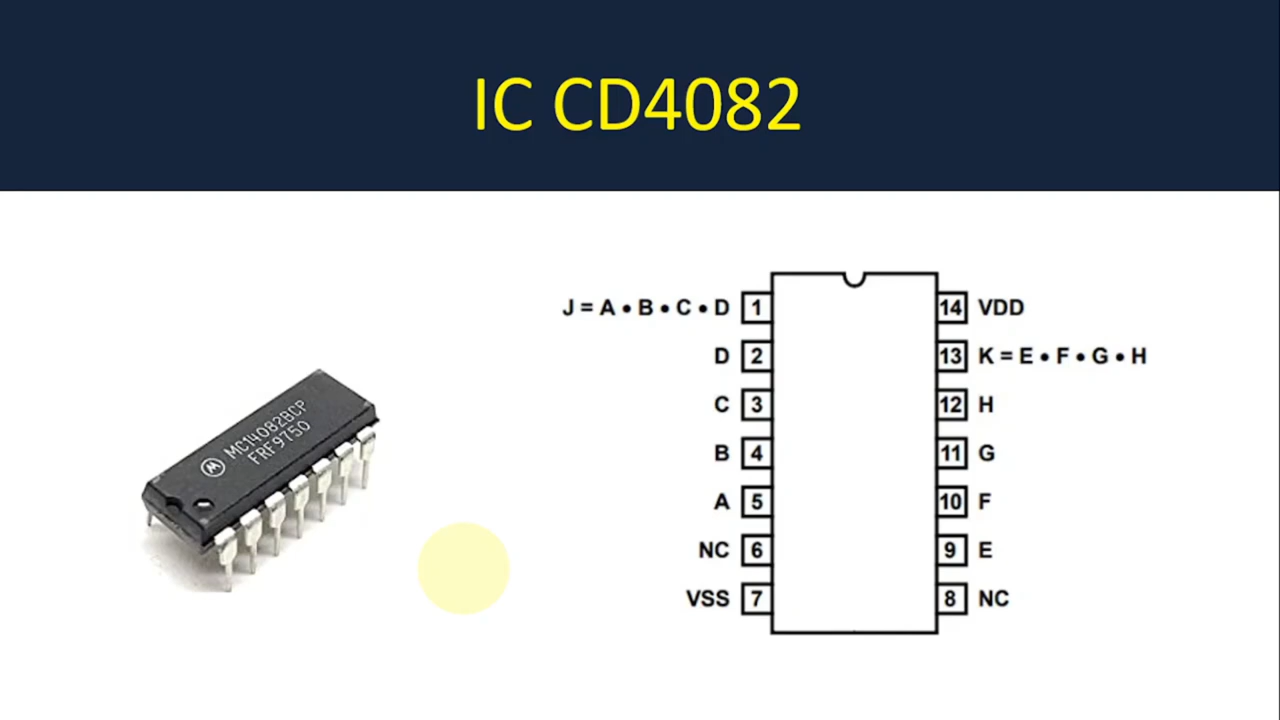 IC CD4082
MC14082BCP
FRF9750
J = A • B • C • D 1
D 2
C 3
B 4
A 5
NC 6
VSS 7
14 VDD
13 K = E • F • G • H
12 H
11 G
10 F
9 E
8 NC